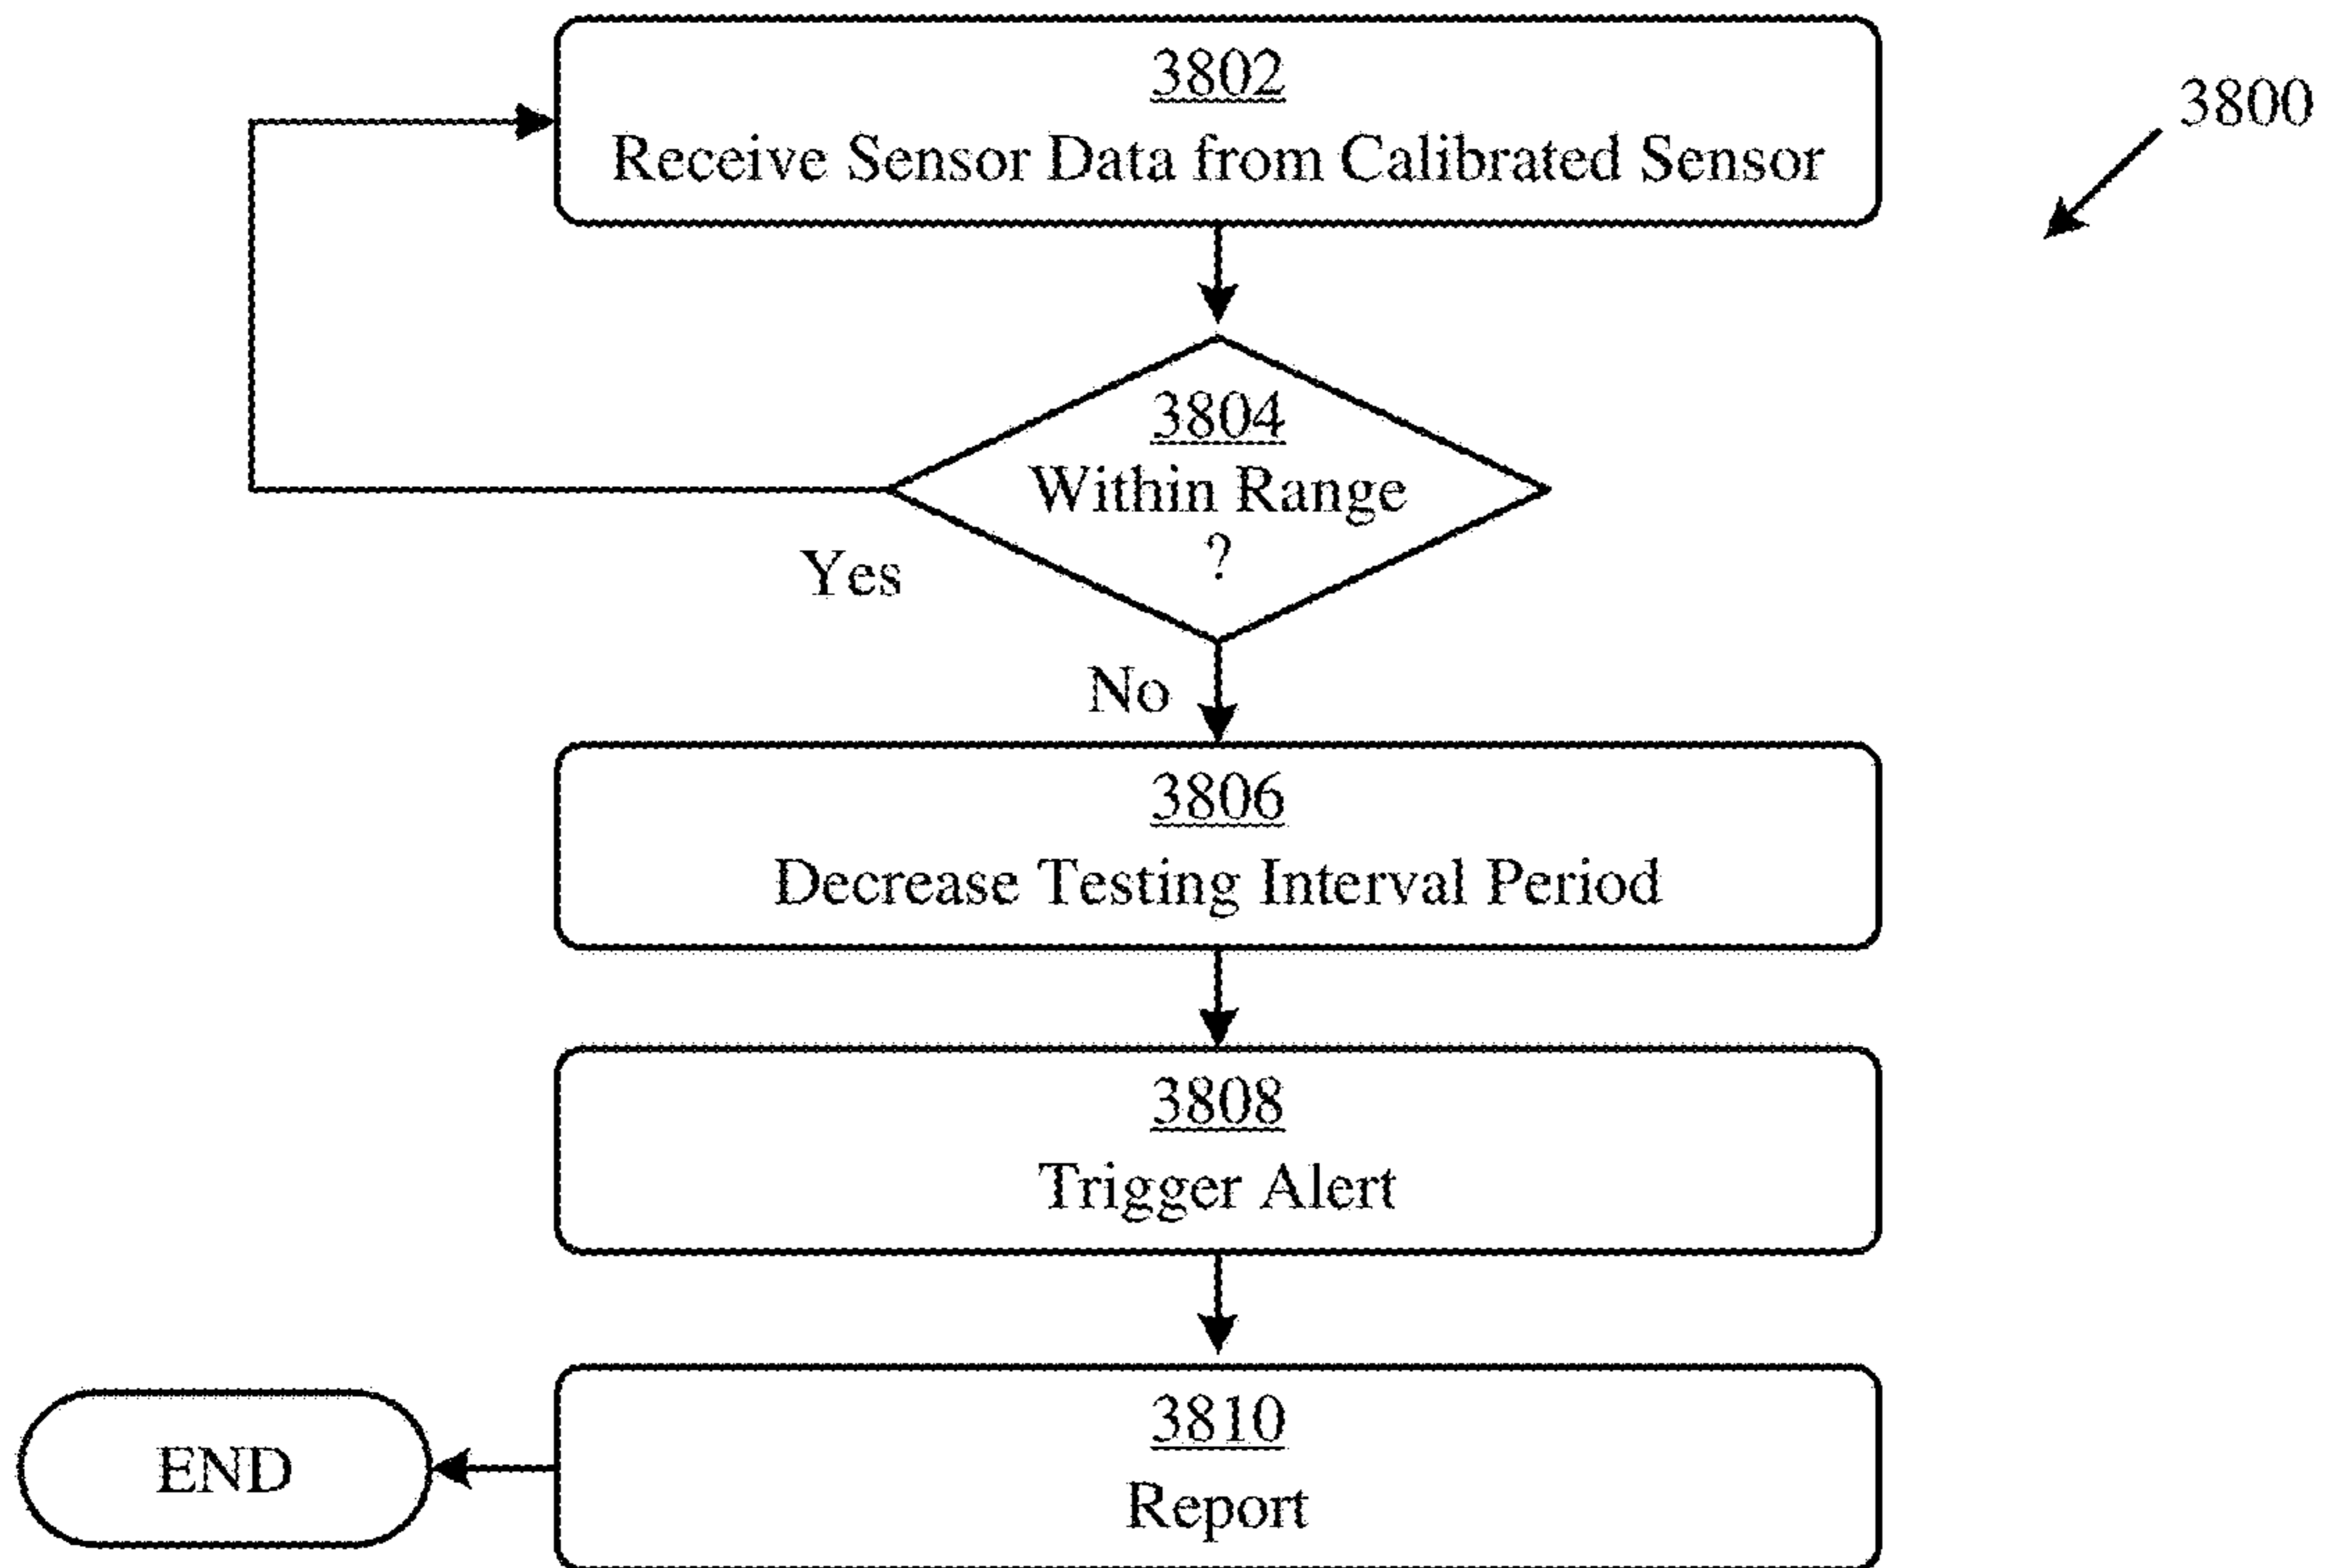 3802
Receive Sensor Data from Calibrated Sensor
3800
3804
Within Range
?
Yes
No
3806
Decrease Testing Interval Period
3808
Trigger Alert
3810
Report
END